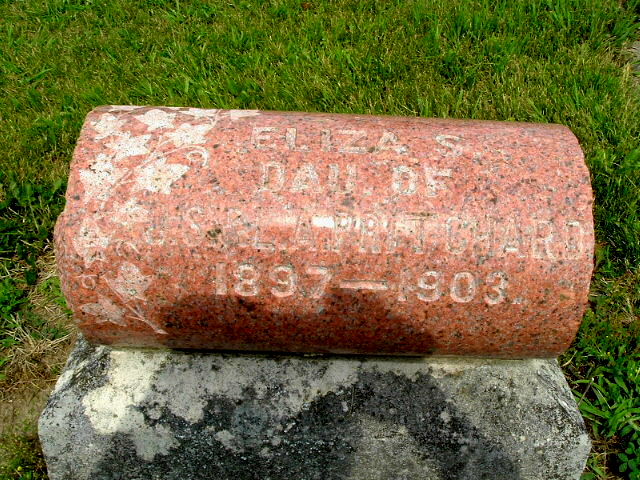 ELIZA S.
DAU. OF
J.S. & L.A. PRITCHARD
1897—1903.